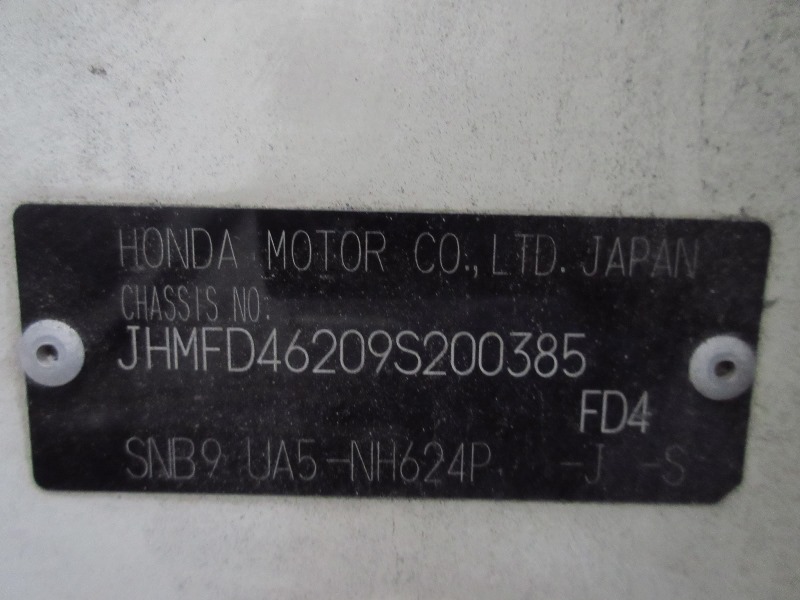 HONDA MOTOR CO., LTD. JAPAN
CHASSIS NO:
JHMFD46209S200385
FD4
SNB9 UA5-NH624P -J -S